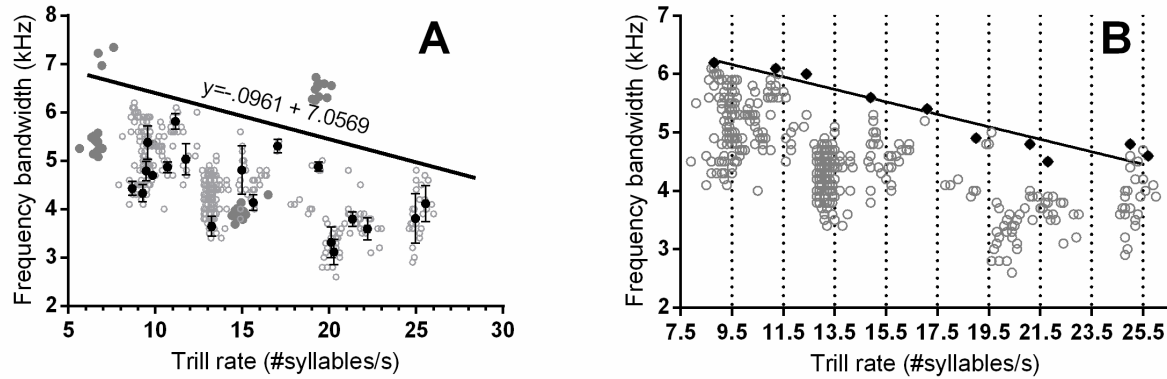 A
Frequency bandwidth (kHz)
8
7
6
5
4
3
2
y=-.0961 + 7.0569
5 10 15 20 25 30
Trill rate (#syllables/s)
B
Frequency bandwidth (kHz)
7
6
5
4
3
2
7.5 9.5 11.5 13.5 15.5 17.5 19.5 21.5 23.5 25.5
Trill rate (#syllables/s)